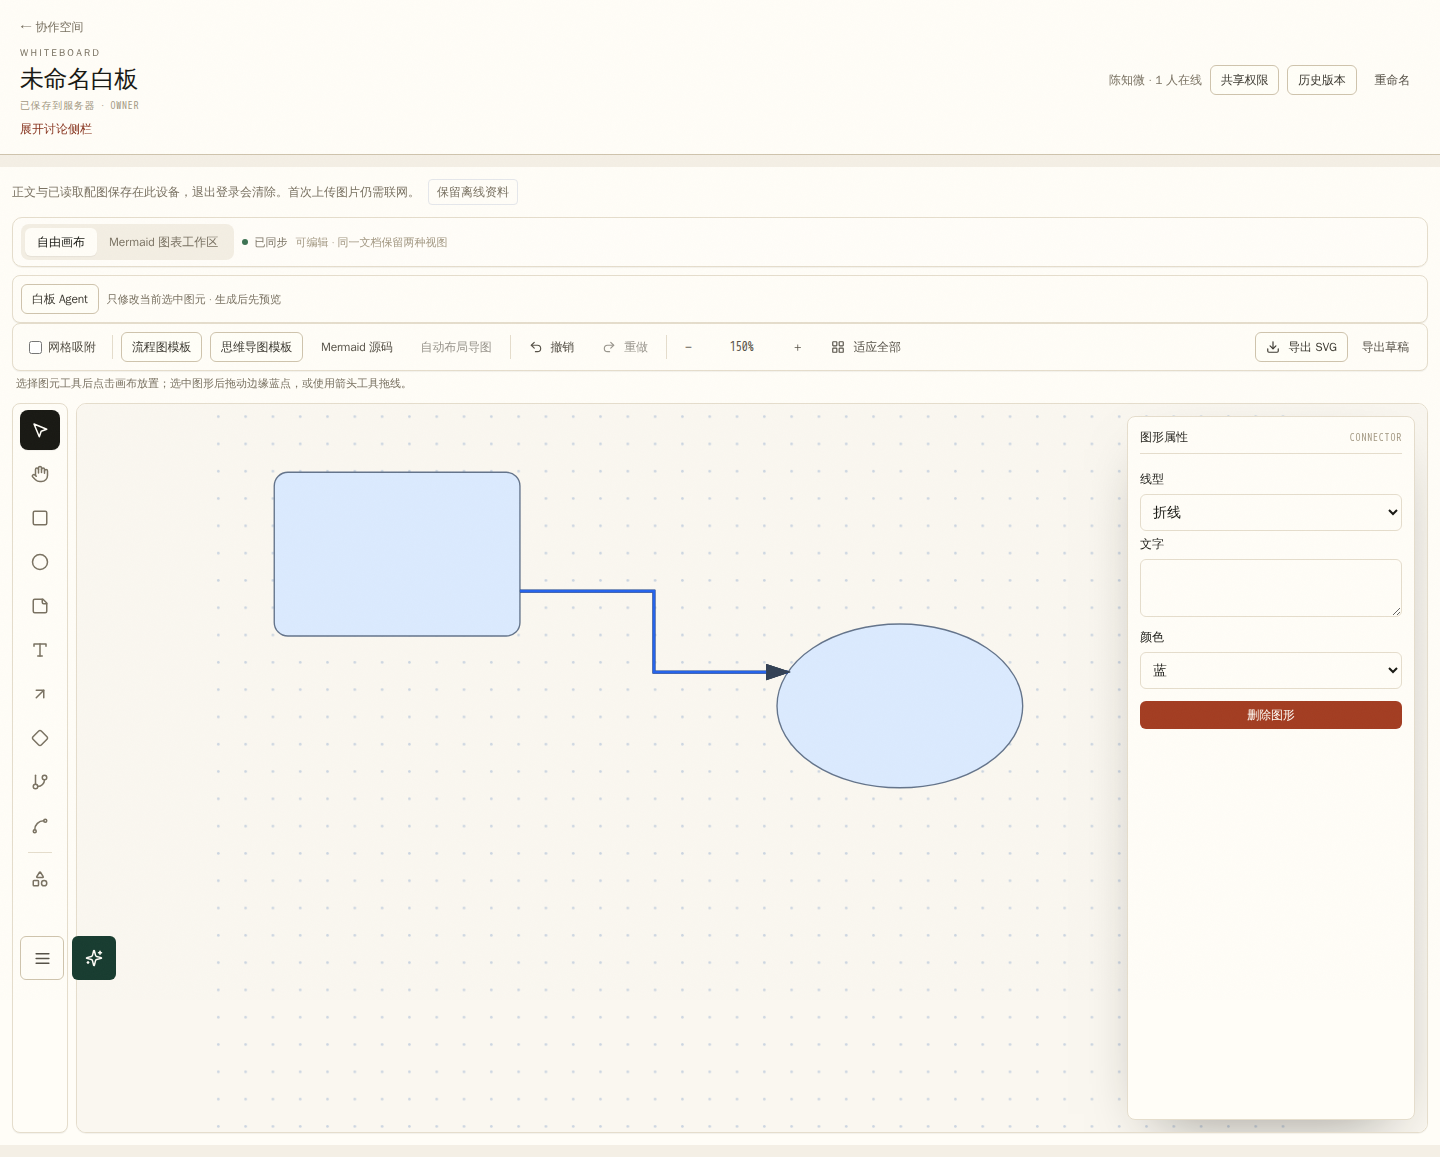 ← 协作空间
WHITEBOARD
未命名白板
已保存到服务器 · OWNER
展开讨论侧栏
陈知微 · 1 人在线 共享权限 历史版本 重命名
正文与已读取配图保存在此设备，退出登录会清除。首次上传图片仍需联网。 保留离线资料
自由画布 Mermaid 图表工作区 已同步 可编辑 · 同一文档保留两种视图
白板 Agent 只修改当前选中图元 · 生成后先预览
网格吸附 流程图模板 思维导图模板 Mermaid 源码 自动布局导图 撤销 重做 − 150% + 适应全部 导出 SVG 导出草稿
选择图元工具后点击画布放置；选中图形后拖动边缘蓝点，或使用箭头工具拖线。
图形属性 CONNECTOR
线型
折线
文字
颜色
蓝
删除图形